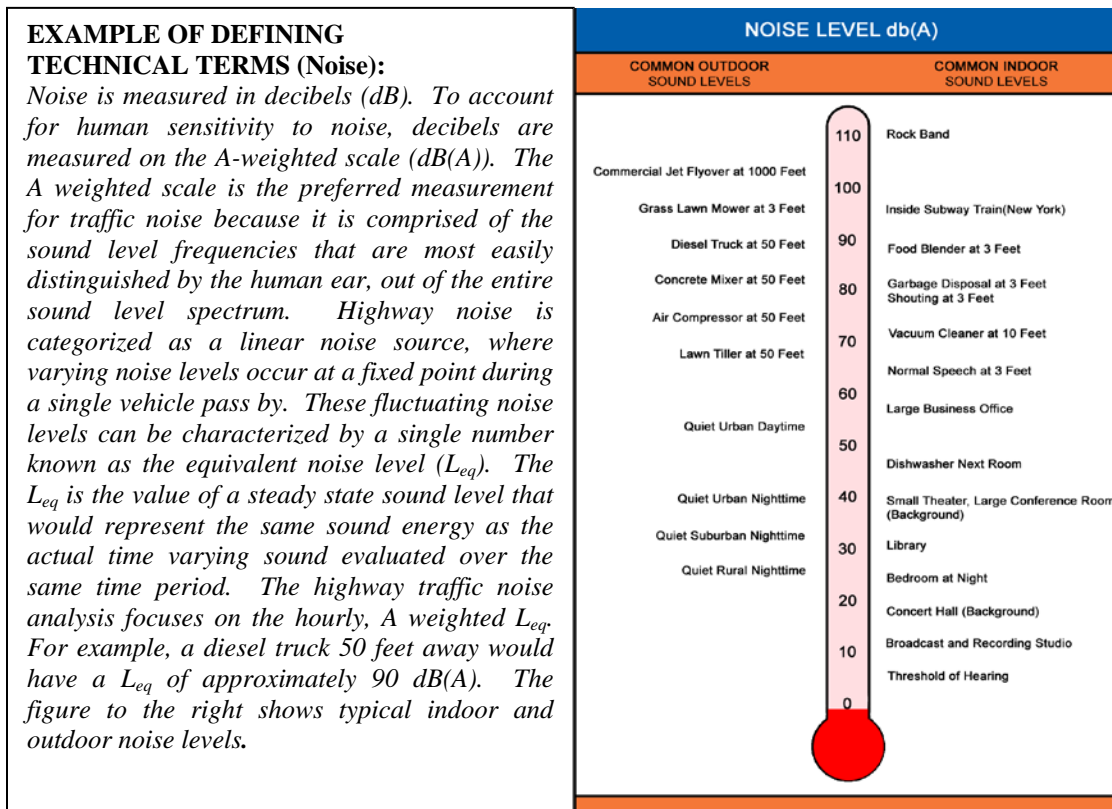 EXAMPLE OF DEFINING
TECHNICAL TERMS (Noise):
Noise is measured in decibels (dB). To account
for human sensitivity to noise, decibels are
measured on the A-weighted scale (dB(A)). The
A weighted scale is the preferred measurement
for traffic noise because it is comprised of the
sound level frequencies that are most easily
distinguished by the human ear, out of the entire
sound level spectrum. Highway noise is
categorized as a linear noise source, where
varying noise levels occur at a fixed point during
a single vehicle pass by. These fluctuating noise
levels can be characterized by a single number
known as the equivalent noise level (Leq). The
Leq is the value of a steady state sound level that
would represent the same sound energy as the
actual time varying sound evaluated over the
same time period. The highway traffic noise
analysis focuses on the hourly, A weighted Leq.
For example, a diesel truck 50 feet away would
have a Leq of approximately 90 dB(A). The
figure to the right shows typical indoor and
outdoor noise levels.
NOISE LEVEL db(A)
COMMON OUTDOOR
SOUND LEVELS
COMMON INDOOR
SOUND LEVELS
110 Rock Band
Commercial Jet Flyover at 1000 Feet
100
Grass Lawn Mower at 3 Feet Inside Subway Train(New York)
Diesel Truck at 50 Feet 90 Food Blender at 3 Feet
Concrete Mixer at 50 Feet 80 Garbage Disposal at 3 Feet
Shouting at 3 Feet
Air Compressor at 50 Feet
70 Vacuum Cleaner at 10 Feet
Lawn Tiller at 50 Feet
Normal Speech at 3 Feet
60
Large Business Office
Quiet Urban Daytime
50
Dishwasher Next Room
Quiet Urban Nighttime 40 Small Theater, Large Conference Room
(Background)
Quiet Suburban Nighttime
30 Library
Quiet Rural Nighttime
Bedroom at Night
20
Concert Hall (Background)
10 Broadcast and Recording Studio
Threshold of Hearing
0